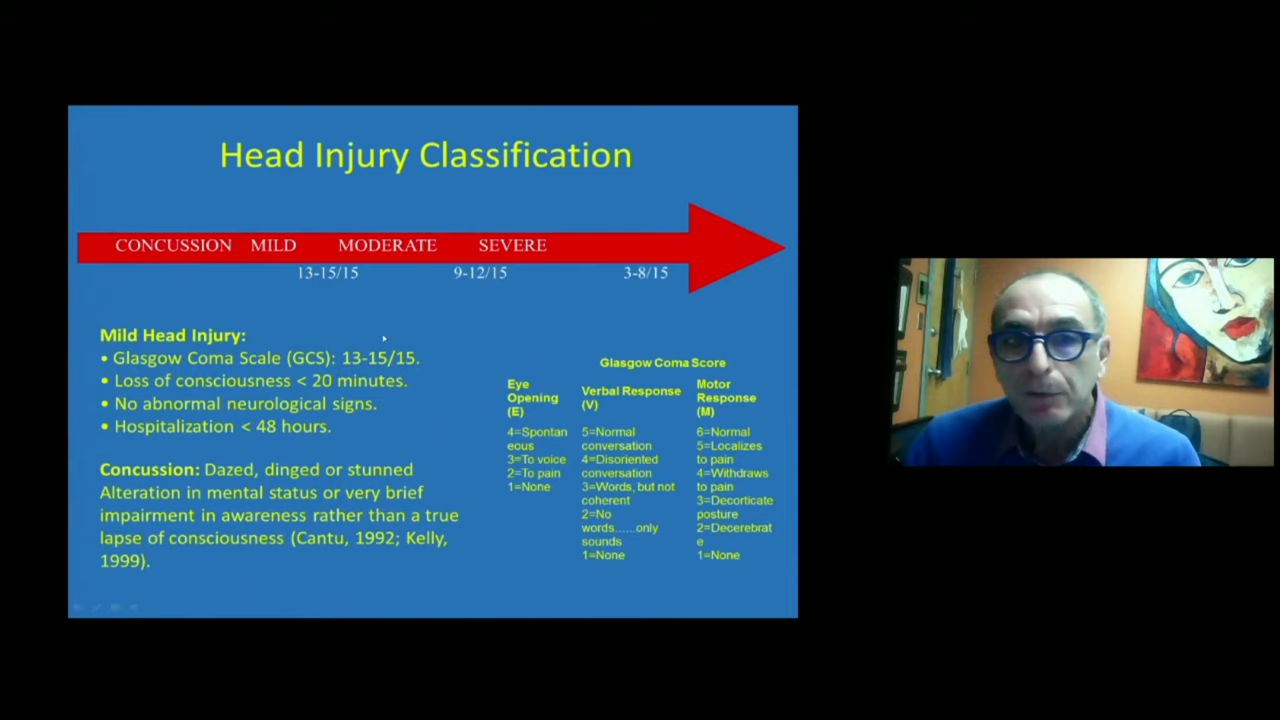 Head Injury Classification
CONCUSSION MILD MODERATE SEVERE
13-15/15 9-12/15 3-8/15
Mild Head Injury:
• Glasgow Coma Scale (GCS): 13-15/15.
• Loss of consciousness < 20 minutes.
• No abnormal neurological signs.
• Hospitalization < 48 hours.
Concussion: Dazed, dinged or stunned
Alteration in mental status or very brief
impairment in awareness rather than a true
lapse of consciousness (Cantu, 1992; Kelly,
1999).
Glasgow Coma Score
Eye
Opening
(E)
4=Spontan
eous
3=To voice
2=To pain
1=None
Verbal Response
(V)
5=Normal
conversation
4=Disoriented
conversation
3=Words, but not
coherent
2=No
words......only
sounds
1=None
Motor
Response
(M)
6=Normal
5=Localizes
to pain
4=Withdraws
to pain
3=Decorticate
posture
2=Decerebrat
e
1=None